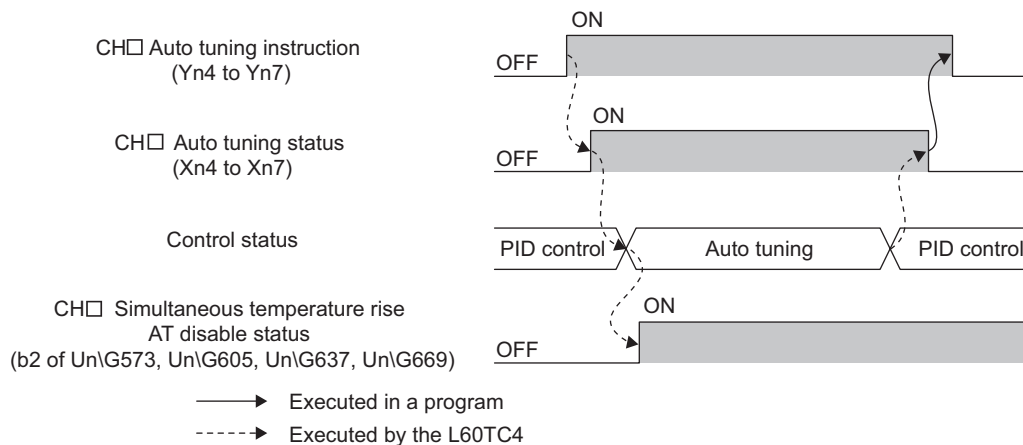 ON
CH□ Auto tuning instruction
(Yn4 to Yn7)
OFF
ON
CH□ Auto tuning status
(Xn4 to Xn7)
OFF
Control status
PID control
Auto tuning
PID control
CH□ Simultaneous temperature rise
AT disable status
(b2 of Un\G573, Un\G605, Un\G637, Un\G669)
ON
OFF
Executed in a program
Executed by the L60TC4